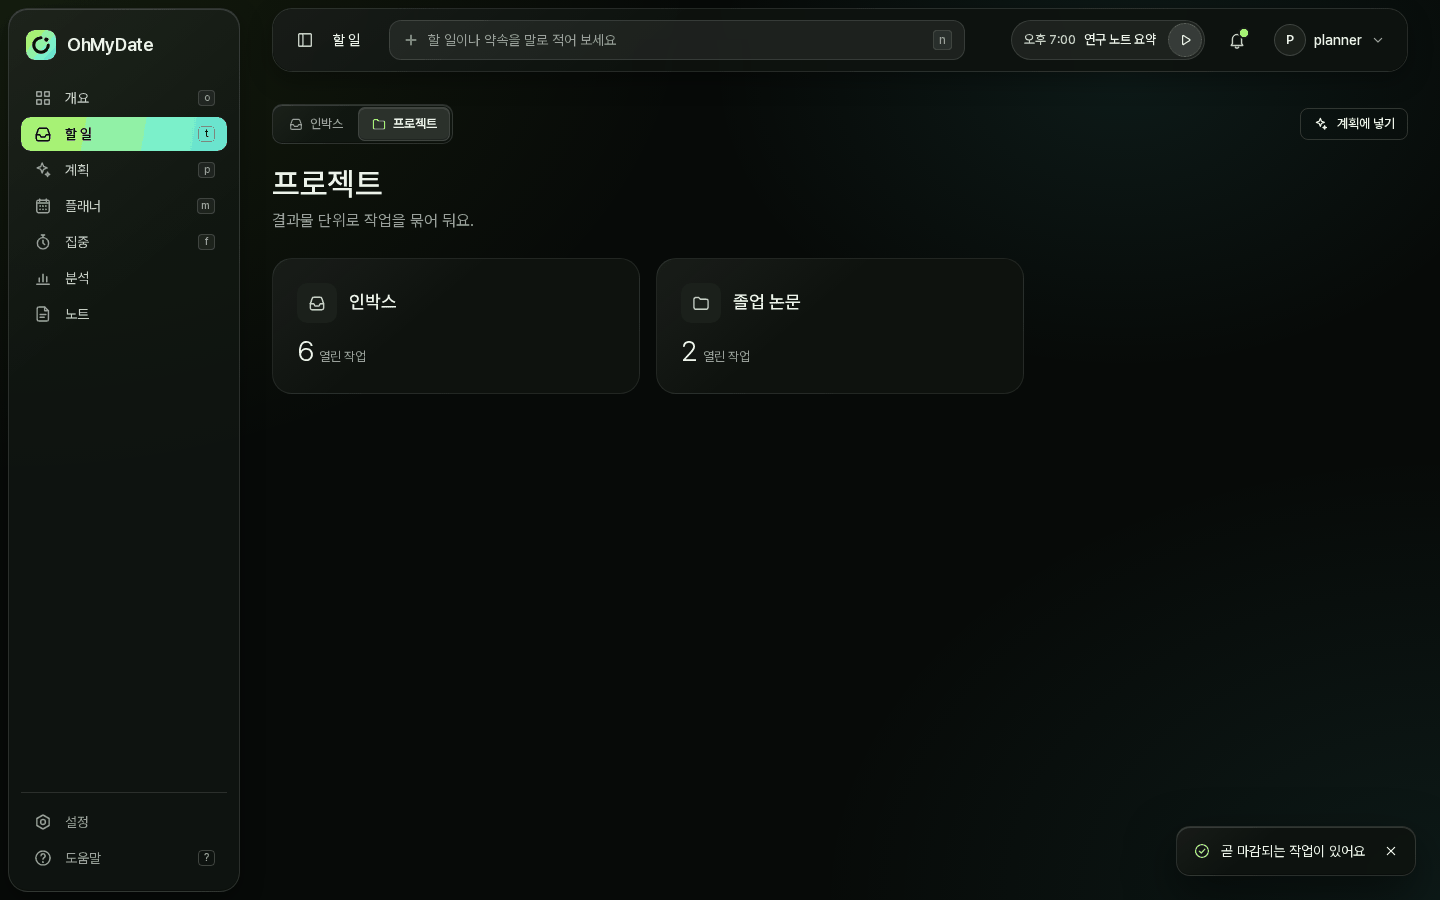 OhMyDate
개요 o
할 일 t
계획 p
플래너 m
집중 f
분석
노트
설정
도움말 ?
할 일
할 일이나 약속을 말로 적어 보세요 n
오후 7:00 연구 노트 요약
P planner
인박스
프로젝트
계획에 넣기
프로젝트
결과물 단위로 작업을 묶어 둬요.
인박스
6 열린 작업
졸업 논문
2 열린 작업
곧 마감되는 작업이 있어요